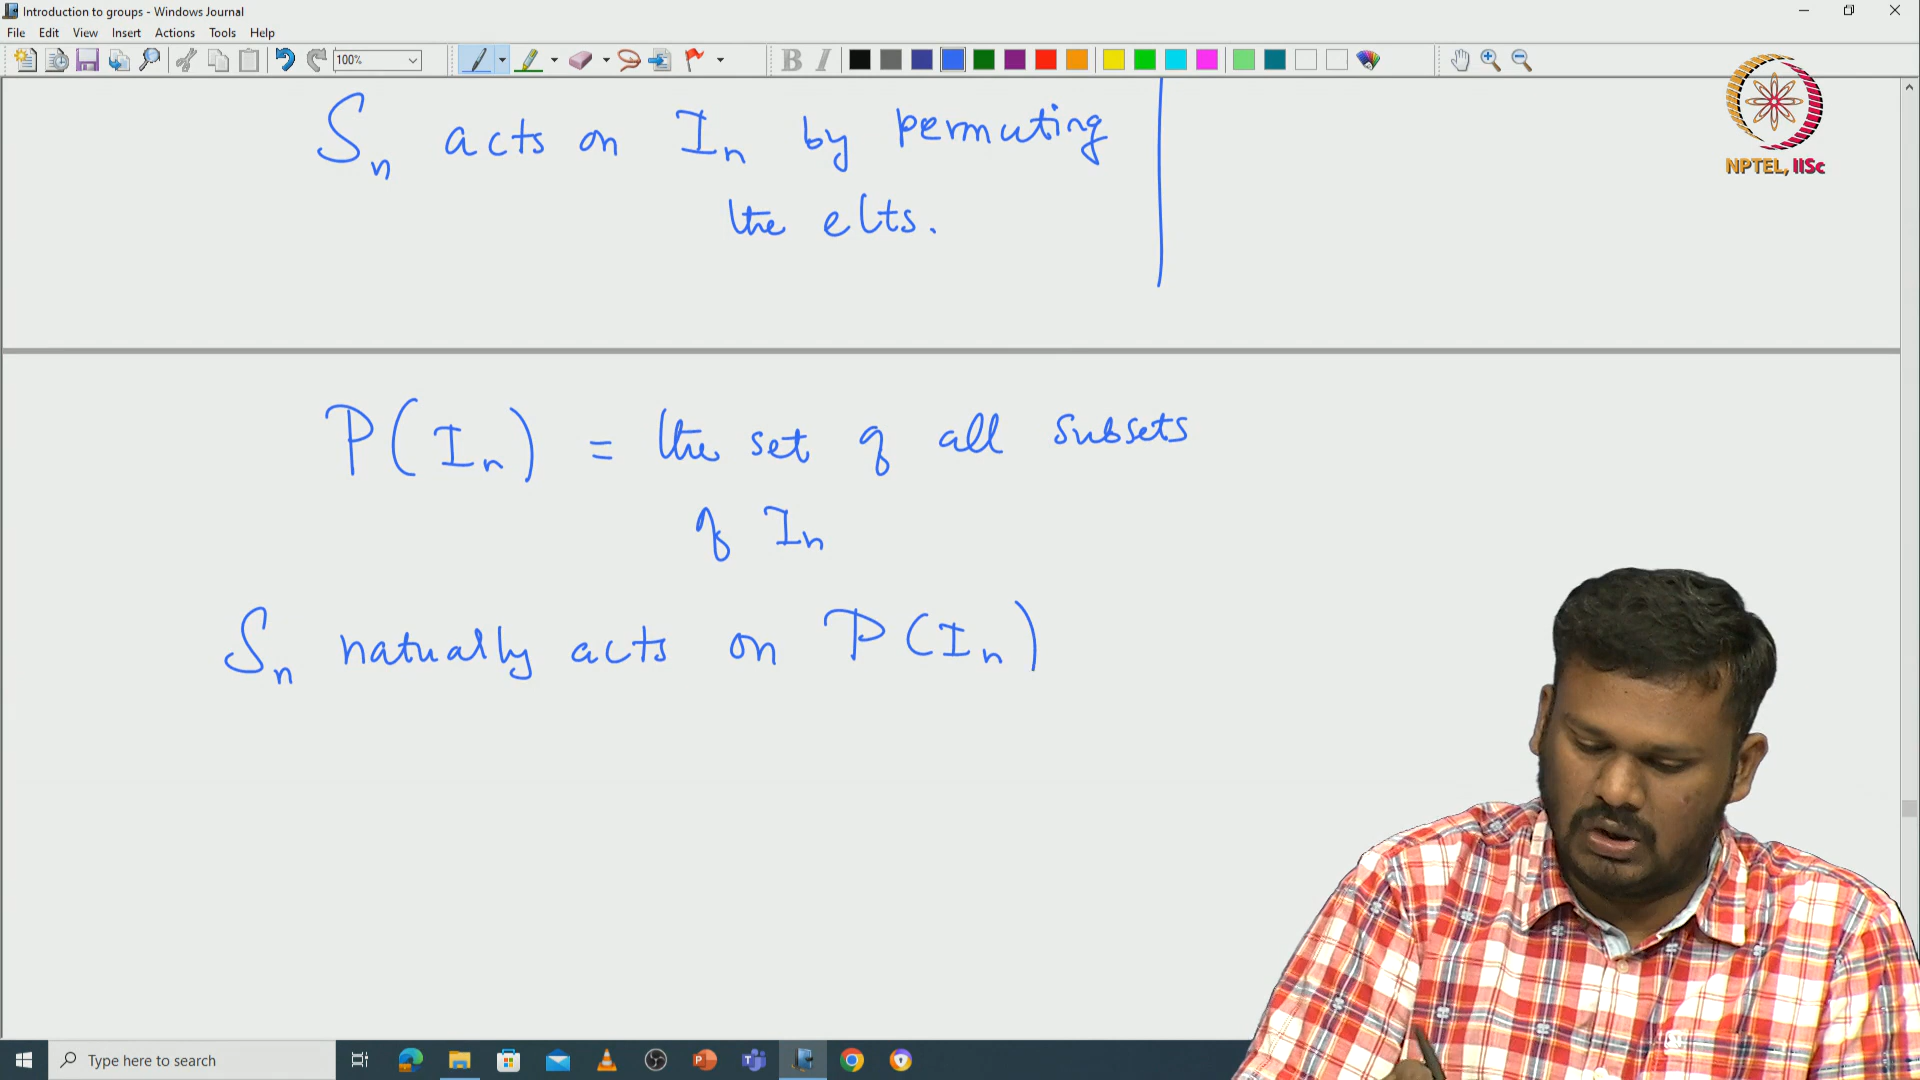 Introduction to groups - Windows Journal
File Edit View Insert Actions Tools Help
100%
B I
NPTEL, IISc
Sn acts on In by permuting
the elts.
P(In) = the set of all subsets
of In
Sn natually acts on P(In)
Type here to search